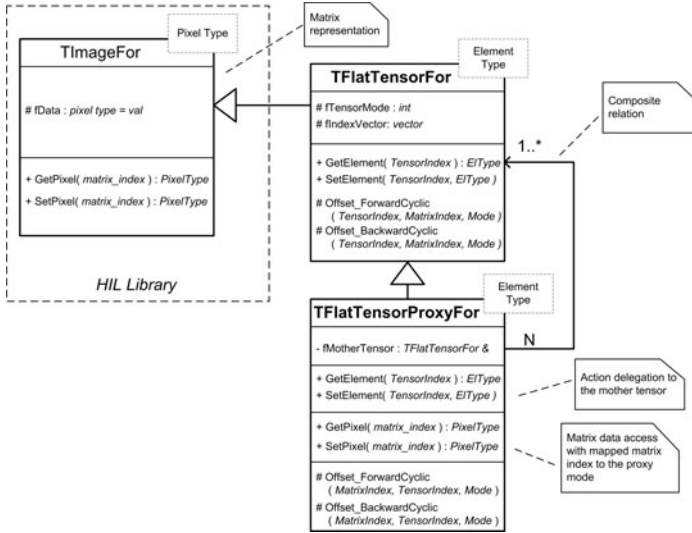 Pixel Type
TImageFor
# fData : pixel type = val
+ GetPixel( matrix_index ) : PixelType
+ SetPixel( matrix_index ) : PixelType
HIL Library
Matrix
representation
Element
Type
TFlatTensorFor
# fTensorMode : int
# fIndexVector: vector
+ GetElement( TensorIndex ) : ElType
+ SetElement( TensorIndex, ElType )
# Offset_ForwardCyclic
( TensorIndex, MatrixIndex, Mode )
# Offset_BackwardCyclic
( TensorIndex, MatrixIndex, Mode )
Composite
relation
1..*
N
Element
Type
TFlatTensorProxyFor
- fMotherTensor : TFlatTensorFor &
+ GetElement( TensorIndex ) : ElType
+ SetElement( TensorIndex, ElType )
+ GetPixel( matrix_index ) : PixelType
+ SetPixel( matrix_index ) : PixelType
# Offset_ForwardCyclic
( MatrixIndex, TensorIndex, Mode )
# Offset_BackwardCyclic
( MatrixIndex, TensorIndex, Mode )
Action delegation to
the mother tensor
Matrix data access
with mapped matrix
index to the proxy
mode